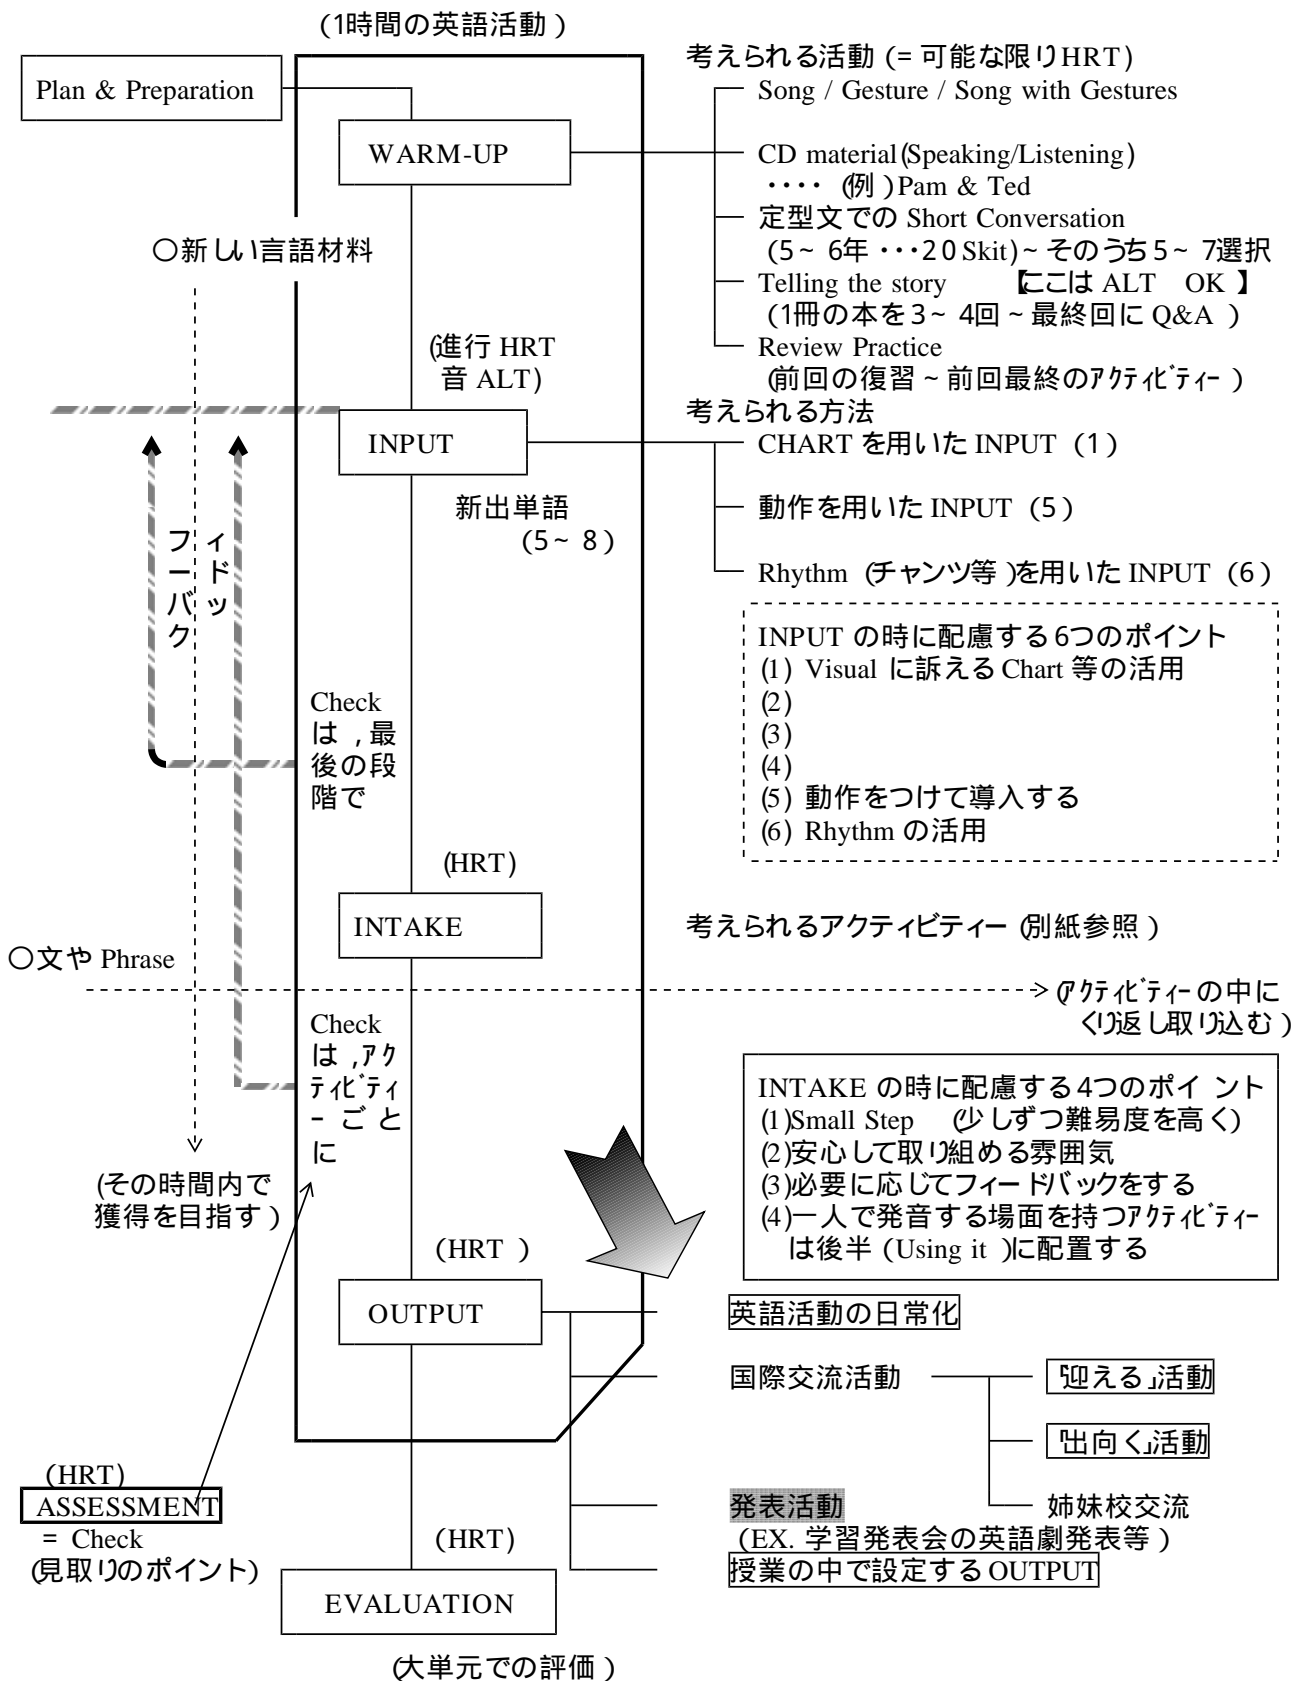 (1時間の英語活動)
Plan & Preparation
WARM-UP
考えられる活動(=可能な限りHRT)
Song / Gesture / Song with Gestures
CD material(Speaking/Listening)
・・・・ (例)Pam & Ted
定型文での Short Conversation
(5~6年・・・20 Skit)~そのうち5~7選択
Telling the story 【ここは ALT OK】
(1冊の本を3~4回~最終回に Q&A)
Review Practice
(前回の復習~前回最終のｱｸﾃｨﾋﾞﾃｨｰ)
○新しい言語材料
(進行 HRT
音 ALT)
INPUT
新出単語
(5~8)
考えられる方法
CHART を用いた INPUT (1)
動作を用いた INPUT (5)
Rhythm (チャンツ等)を用いた INPUT (6)
フィードバック
INPUT の時に配慮する6つのポイント
(1) Visual に訴える Chart 等の活用
(2)
(3)
(4)
(5) 動作をつけて導入する
(6) Rhythm の活用
Check
は,最
後の段
階で
(HRT)
INTAKE
考えられるアクティビティー(別紙参照)
○文や Phrase
(ｱｸﾃｨﾋﾞﾃｨｰの中に
くり返し取り込む)
Check
は,ｱｸ
ﾃｨﾋﾞﾃｨ
ｰごと
に
INTAKE の時に配慮する4つのポイント
(1)Small Step (少しずつ難易度を高く)
(2)安心して取り組める雰囲気
(3)必要に応じてフィードバックをする
(4)一人で発音する場面を持つｱｸﾃｨﾋﾞﾃｨｰ
は後半(Using it)に配置する
(その時間内で
獲得を目指す)
(HRT)
OUTPUT
英語活動の日常化
国際交流活動
「迎える」活動
「出向く」活動
姉妹校交流
発表活動
(EX. 学習発表会の英語劇発表等)
授業の中で設定するOUTPUT
(HRT)
ASSESSMENT
= Check
(見取りのポイント)
(HRT)
EVALUATION
(大単元での評価)